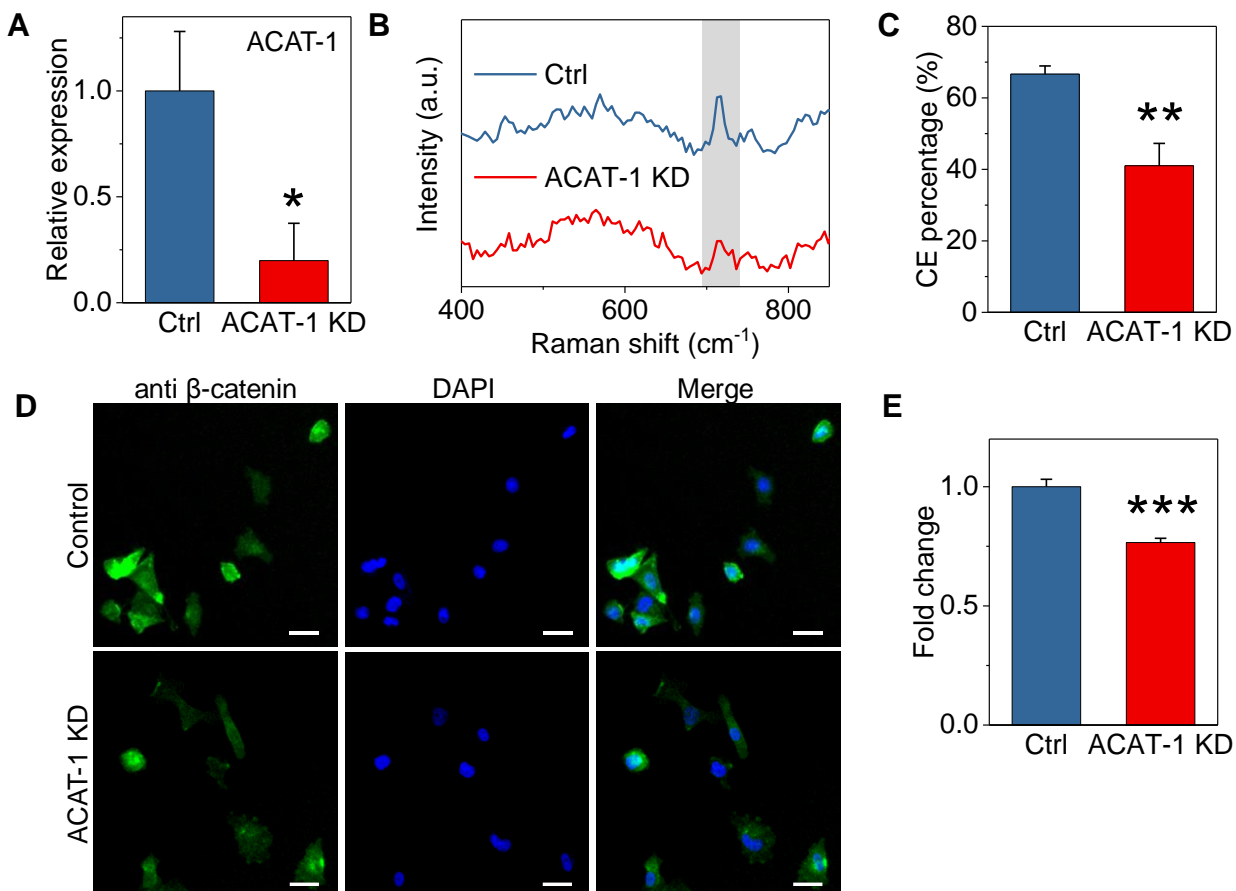 A
ACAT-1
Relative expression
1.0
0.5
0.0
*
Ctrl
ACAT-1 KD
B
Ctrl
ACAT-1 KD
Intensity (a.u.)
400
600
800
Raman shift (cm⁻¹)
C
CE percentage (%)
80
60
40
20
0
**
Ctrl
ACAT-1 KD
D
anti β-catenin
DAPI
Merge
Control
ACAT-1 KD
E
Fold change
1.0
0.5
0.0
***
Ctrl
ACAT-1 KD